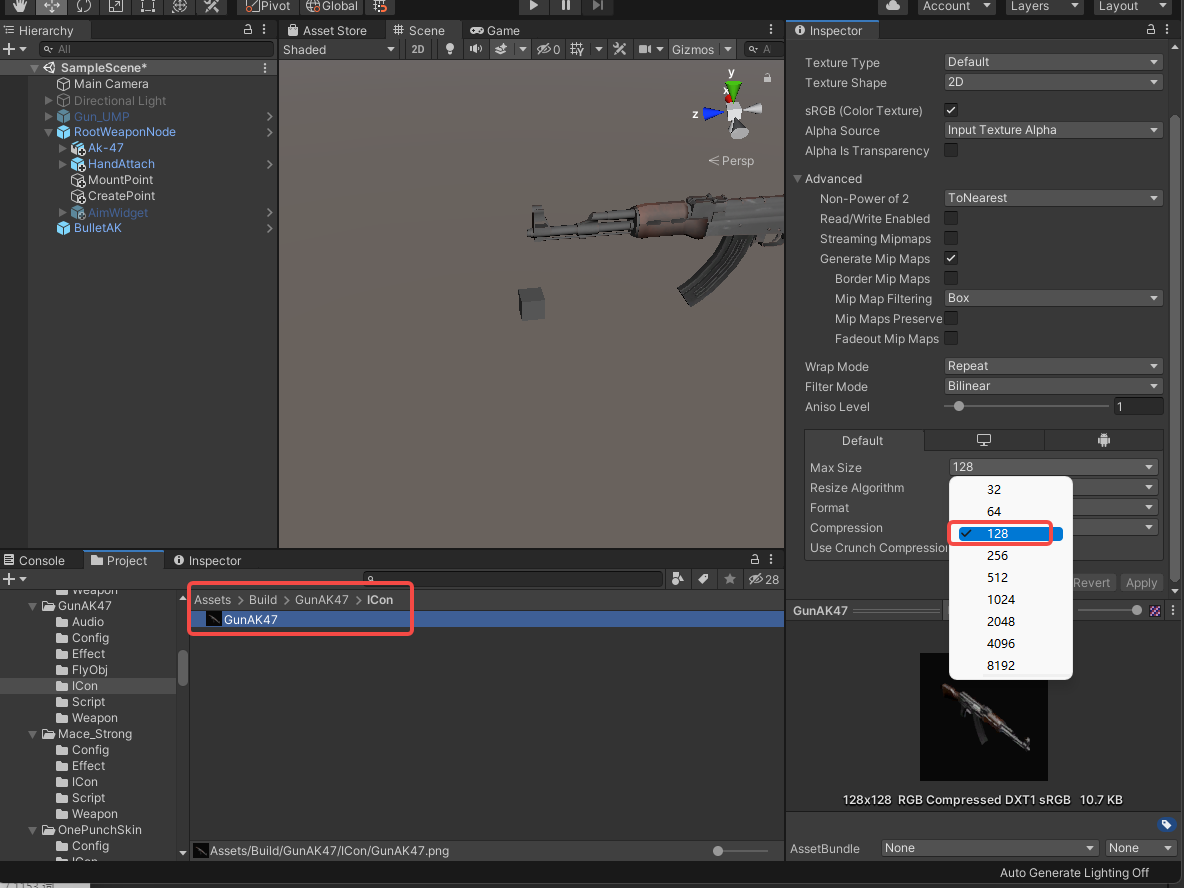 Pivot Global Account Layers Layout
Hierarchy
All
SampleScene*
Main Camera
Directional Light
Gun_UMP
RootWeaponNode
Ak-47
HandAttach
MountPoint
CreatePoint
AimWidget
BulletAK
Asset Store Scene Game
Shaded 2D 0 Gizmos A
y
x
z
Persp
Inspector
Texture Type Default
Texture Shape 2D
sRGB (Color Texture)
Alpha Source Input Texture Alpha
Alpha Is Transparency
Advanced
Non-Power of 2 ToNearest
Read/Write Enabled
Streaming Mipmaps
Generate Mip Maps
Border Mip Maps
Mip Map Filtering Box
Mip Maps Preserve
Fadeout Mip Maps
Wrap Mode Repeat
Filter Mode Bilinear
Aniso Level 1
Default
Max Size 128
Resize Algorithm
Format
Compression
Use Crunch Compression
32
64
128
256
512
1024
2048
4096
8192
Revert Apply
GunAK47
128x128 RGB Compressed DXT1 sRGB 10.7 KB
AssetBundle None None
Auto Generate Lighting Off
Console Project Inspector
28
Weapon
GunAK47
Audio
Config
Effect
FlyObj
ICon
Script
Weapon
Mace_Strong
Config
Effect
ICon
Script
Weapon
OnePunchSkin
Config
ICon
Assets > Build > GunAK47 > ICon
GunAK47
Assets/Build/GunAK47/ICon/GunAK47.png